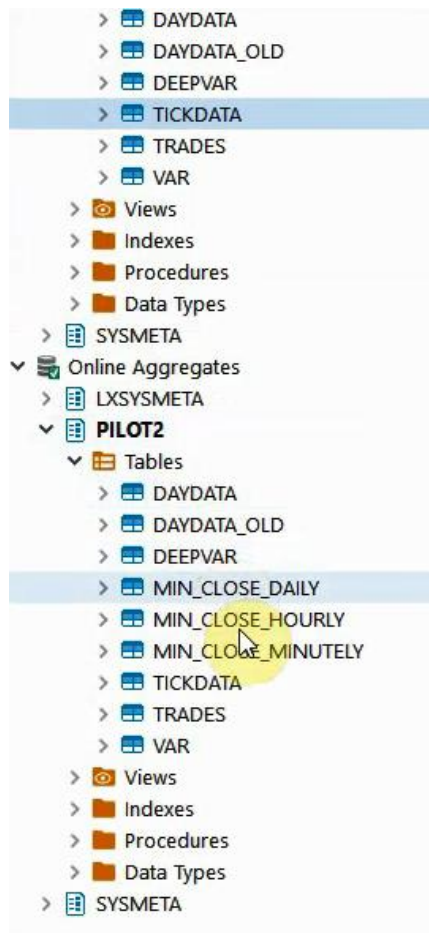 DAYDATA
DAYDATA_OLD
DEEPVAR
TICKDATA
TRADES
VAR
Views
Indexes
Procedures
Data Types
SYSMETA
Online Aggregates
LXSYSMETA
PILOT2
Tables
DAYDATA
DAYDATA_OLD
DEEPVAR
MIN_CLOSE_DAILY
MIN_CLOSE_HOURLY
MIN_CLOSE_MINUTELY
TICKDATA
TRADES
VAR
Views
Indexes
Procedures
Data Types
SYSMETA